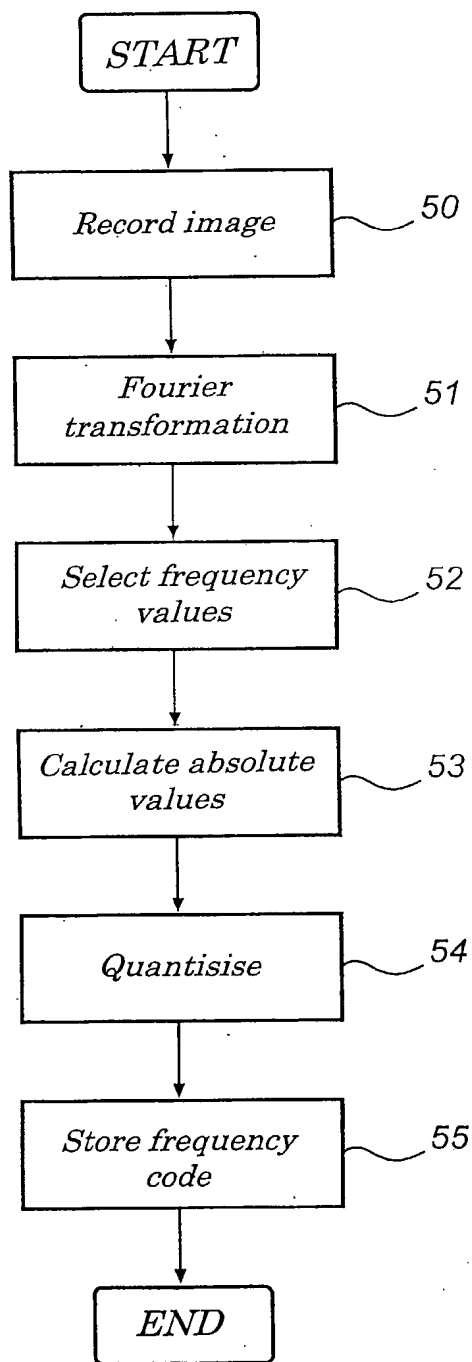 START
Record image
50
Fourier
transformation
51
Select frequency
values
52
Calculate absolute
values
53
Quantisise
54
Store frequency
code
55
END